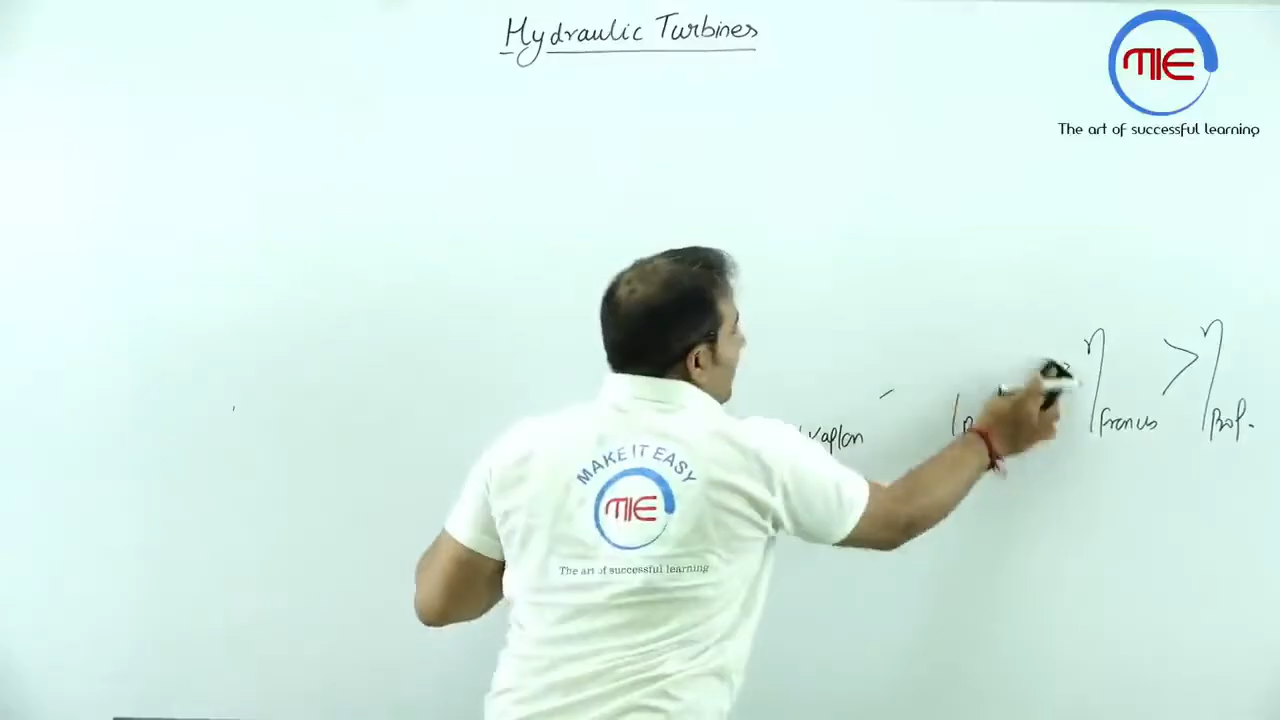 Hydraulic Turbines
MIE
The art of successful learning
η Francis > η Prop.
Kaplan
MAKE IT EASY
MIE
The art of successful learning